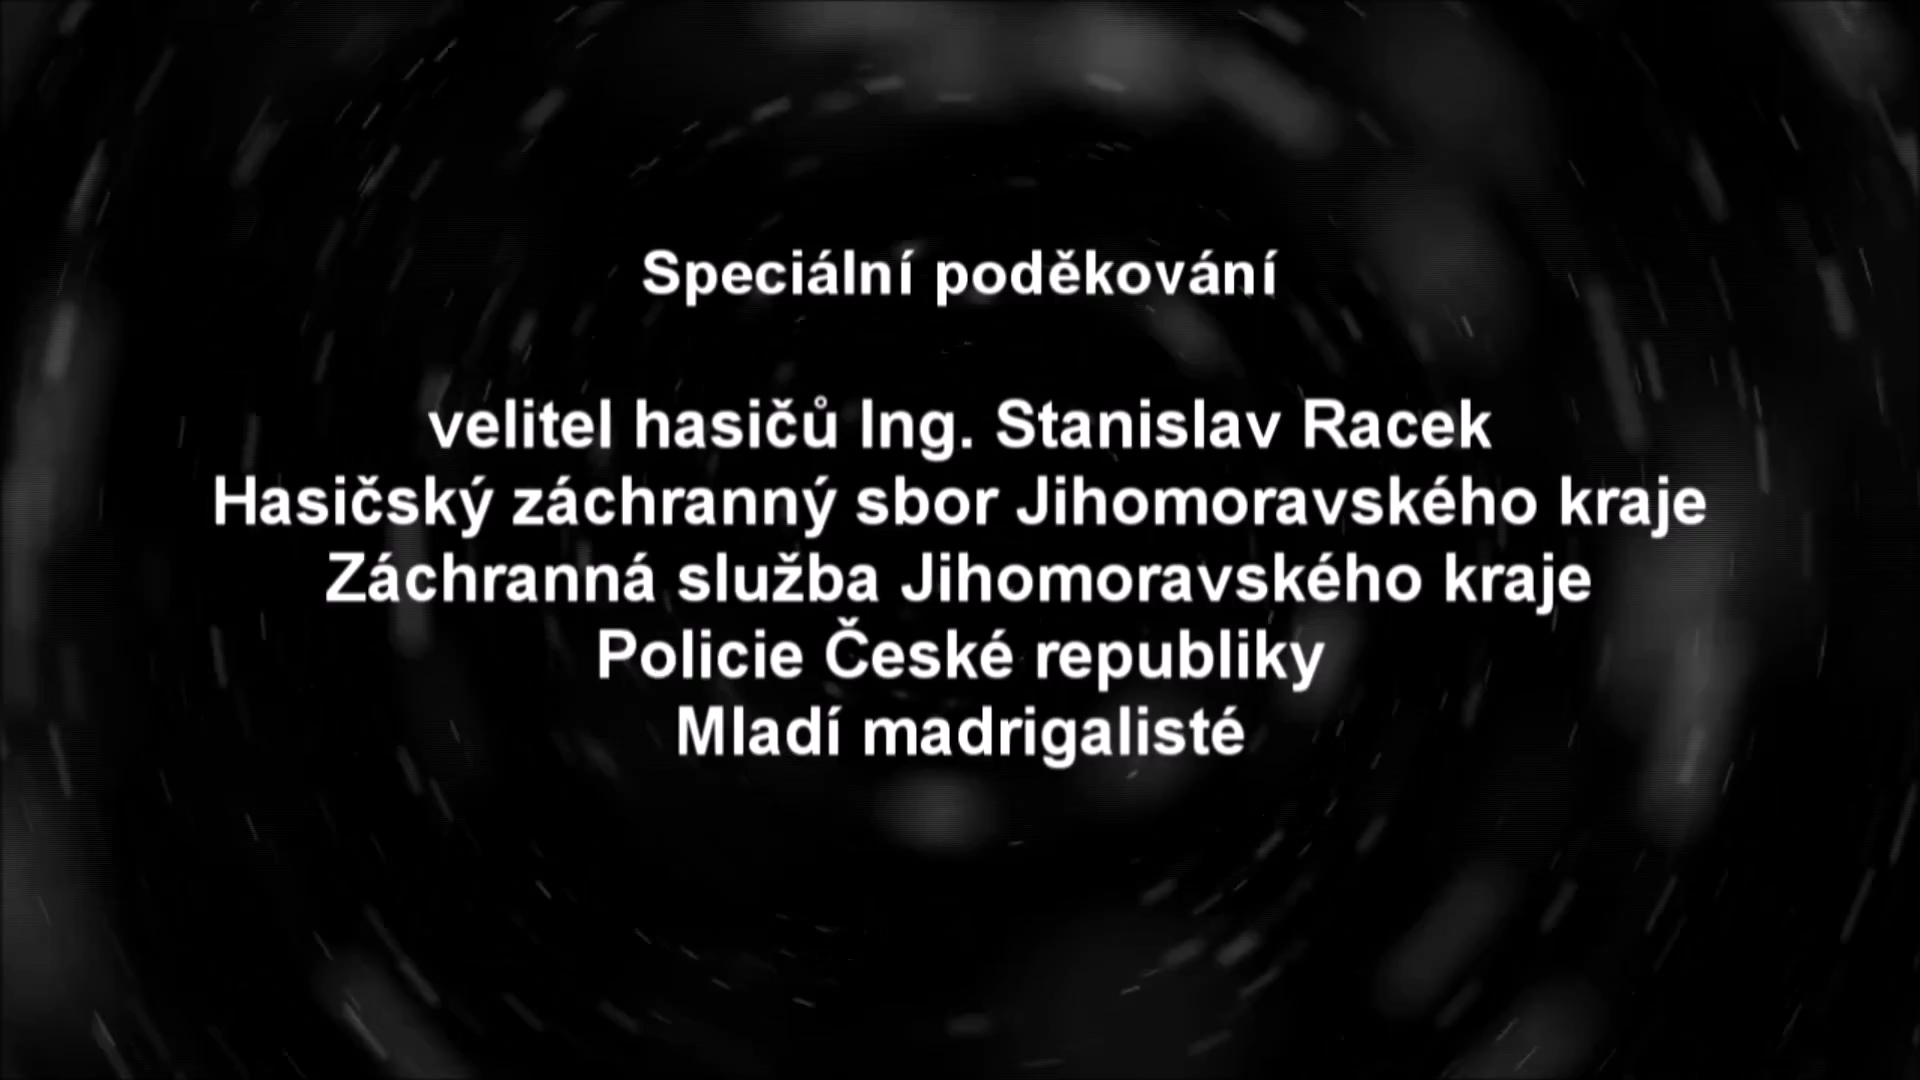 Speciální poděkování
velitel hasičů Ing. Stanislav Racek
Hasičský záchranný sbor Jihomoravského kraje
Záchranná služba Jihomoravského kraje
Policie České republiky
Mladí madrigalisté